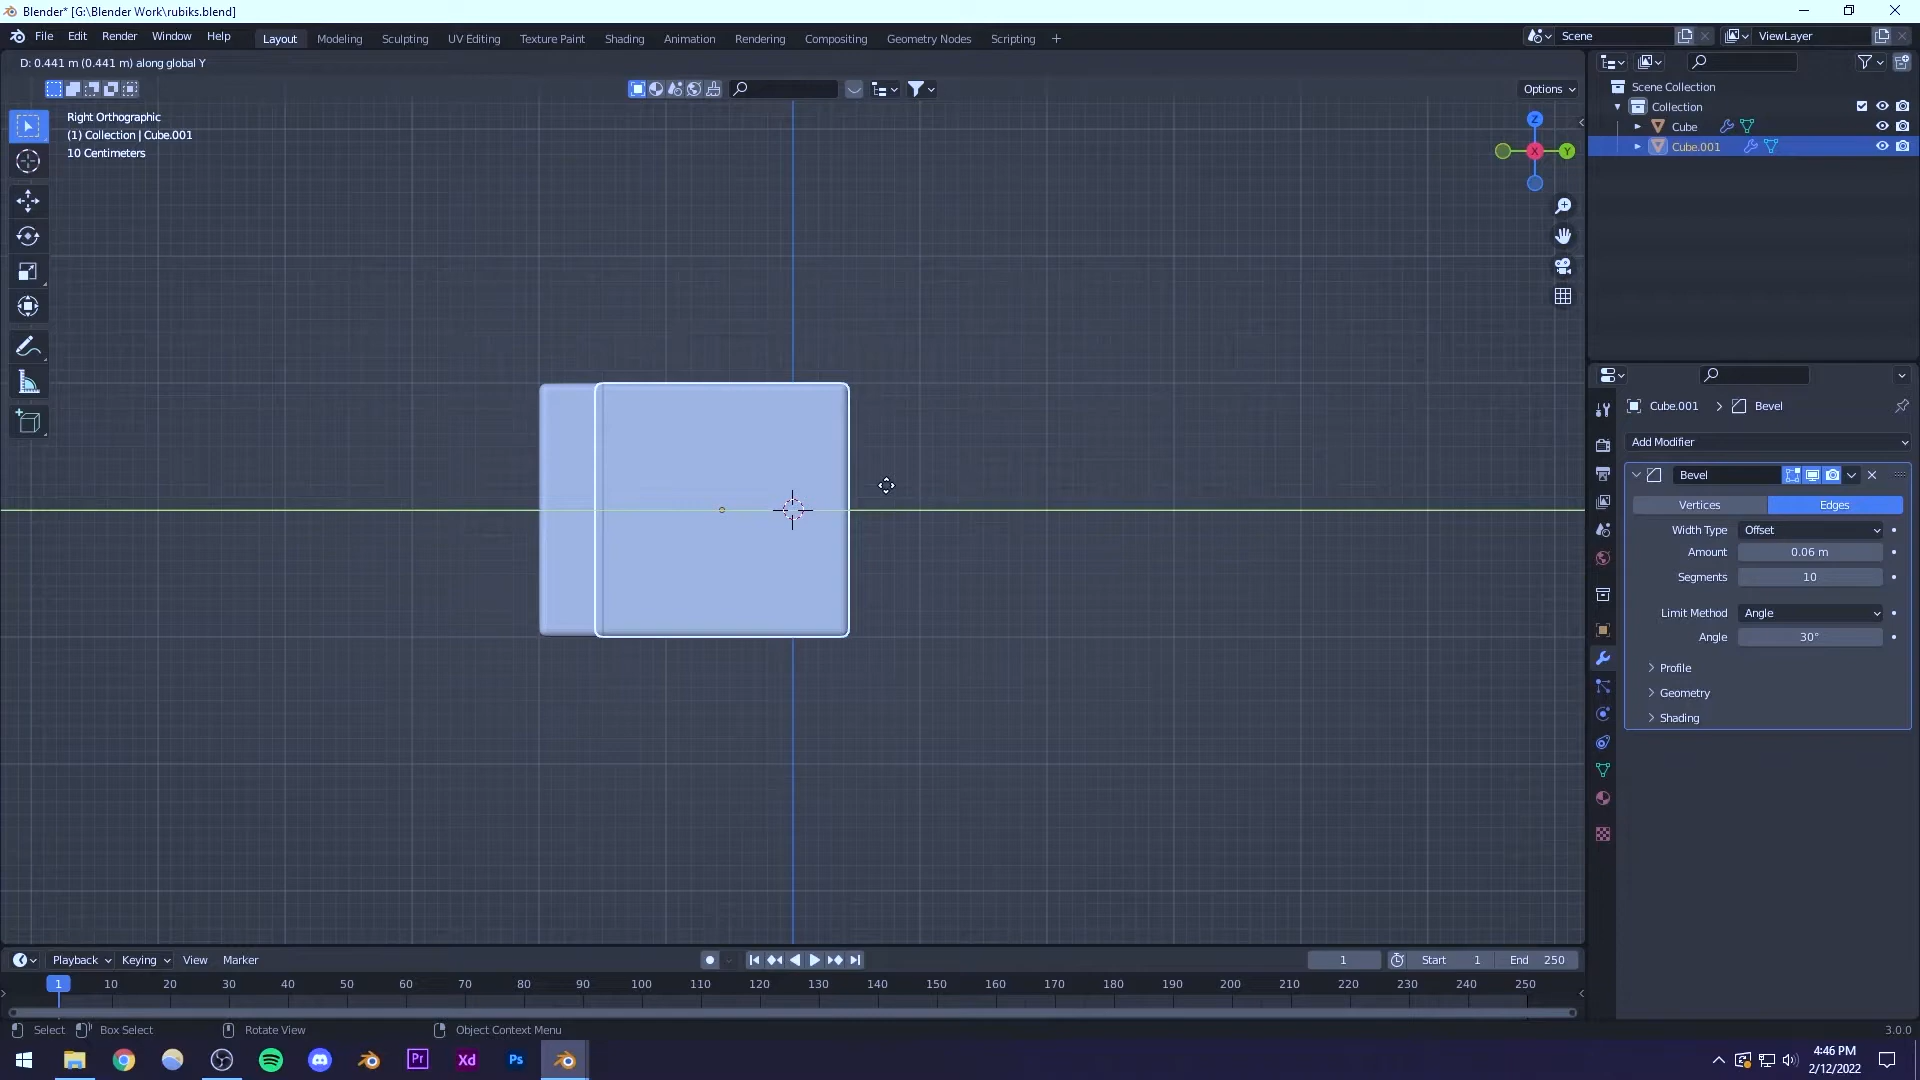 Blender* [G:\Blender Work\rubiks.blend]
File Edit Render Window Help Layout Modeling Sculpting UV Editing Texture Paint Shading Animation Rendering Compositing Geometry Nodes Scripting + Scene ViewLayer
D: 0.441 m (0.441 m) along global Y
Options
Right Orthographic
(1) Collection | Cube.001
10 Centimeters
Z
X
Y
Scene Collection
Collection
Cube
Cube.001
Cube.001 > Bevel
Add Modifier
Bevel
Vertices Edges
Width Type Offset
Amount 0.06 m
Segments 10
Limit Method Angle
Angle 30°
Profile
Geometry
Shading
Playback Keying View Marker 1 Start 1 End 250
1 10 20 30 40 50 60 70 80 90 100 110 120 130 140 150 160 170 180 190 200 210 220 230 240 250
Select Box Select Rotate View Object Context Menu 3.0.0
Pr Xd Ps
4:46 PM
2/12/2022